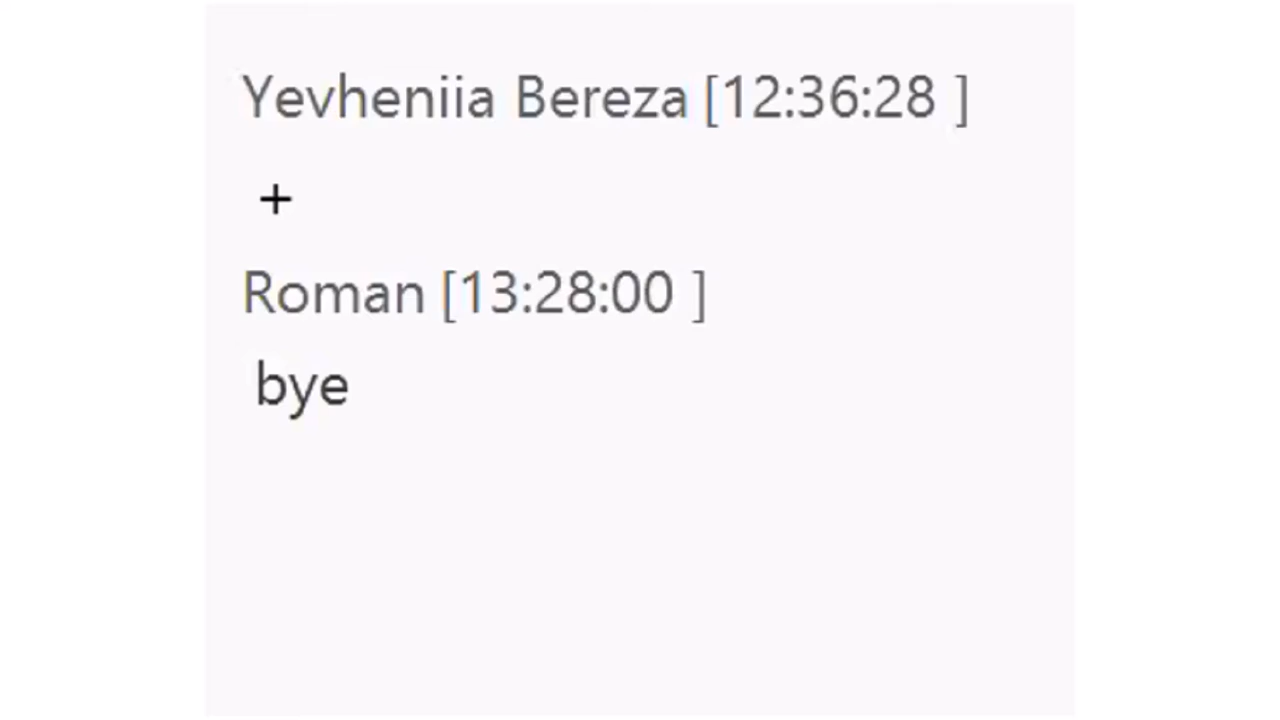 Yevheniia Bereza [12:36:28 ]
+
Roman [13:28:00 ]
bye